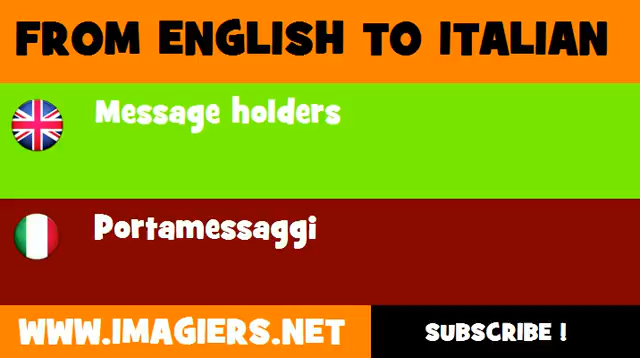 FROM ENGLISH TO ITALIAN
Message holders
Portamessaggi
WWW.IMAGIERS.NET
SUBSCRIBE !